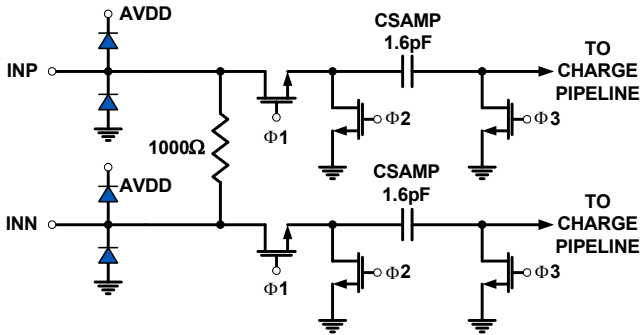 AVDD
CSAMP
1.6pF
TO
CHARGE
PIPELINE
INP
Φ1
Φ2
Φ3
1000Ω
AVDD
CSAMP
1.6pF
TO
CHARGE
PIPELINE
INN
Φ1
Φ2
Φ3